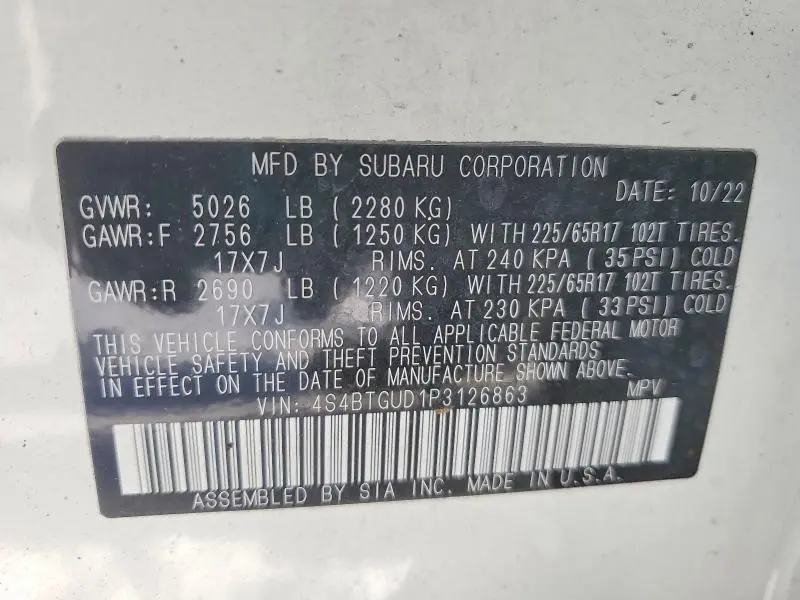 MFD BY SUBARU CORPORATION
DATE: 10/22
GVWR: 5026 LB ( 2280 KG)
GAWR:F 2756 LB ( 1250 KG) WITH 225/65R17 102T TIRES.
17X7J RIMS. AT 240 KPA ( 35 PSI) COLD
GAWR:R 2690 LB ( 1220 KG) WITH 225/65R17 102T TIRES.
17X7J RIMS. AT 230 KPA ( 33 PSI) COLD
THIS VEHICLE CONFORMS TO ALL APPLICABLE FEDERAL MOTOR
VEHICLE SAFETY AND THEFT PREVENTION STANDARDS
IN EFFECT ON THE DATE OF MANUFACTURE SHOWN ABOVE.
VIN: 4S4BTGUD1P3126863 MPV
ASSEMBLED BY SIA INC. MADE IN U.S.A.